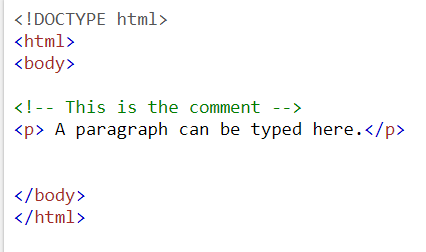 <!DOCTYPE html>
<html>
<body>
<!-- This is the comment -->
<p> A paragraph can be typed here.</p>
</body>
</html>